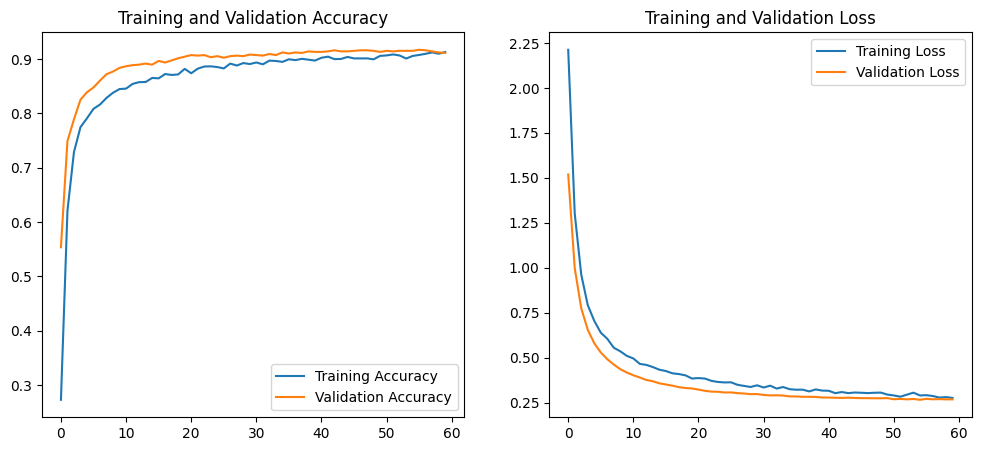 Training and Validation Accuracy
0.9
0.8
0.7
0.6
0.5
0.4
0.3
0 10 20 30 40 50 60
Training Accuracy
Validation Accuracy
Training and Validation Loss
2.25
2.00
1.75
1.50
1.25
1.00
0.75
0.50
0.25
0 10 20 30 40 50 60
Training Loss
Validation Loss